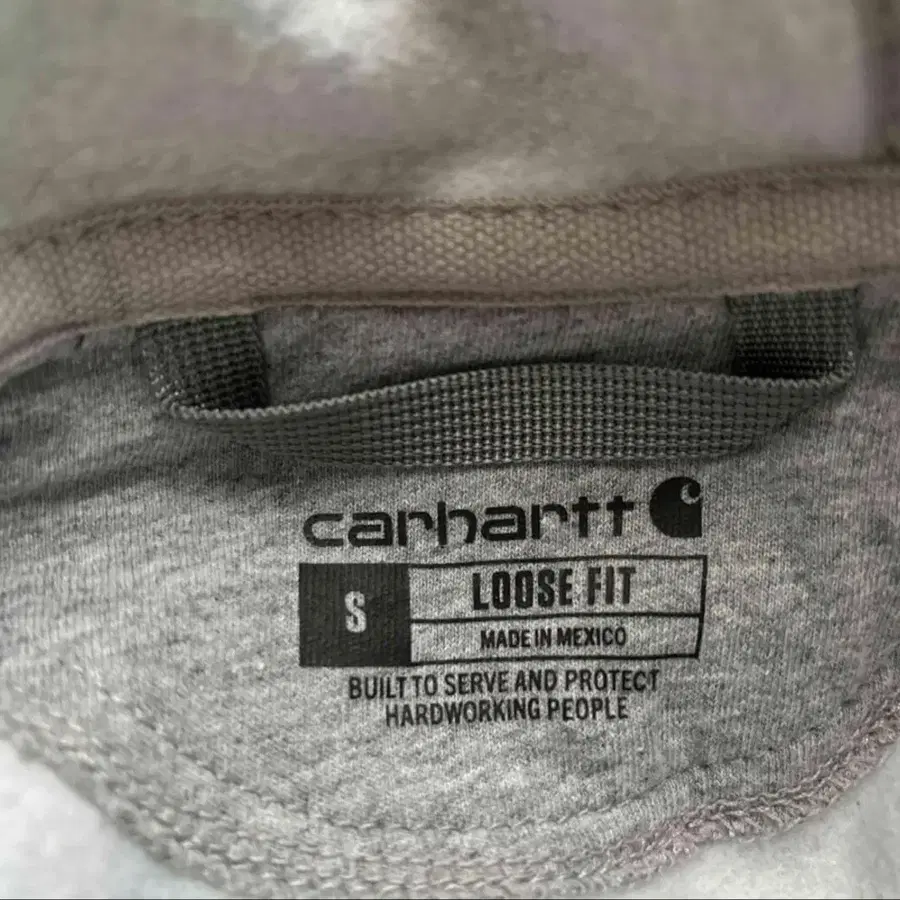 carhartt
S
LOOSE FIT
MADE IN MEXICO
BUILT TO SERVE AND PROTECT
HARDWORKING PEOPLE